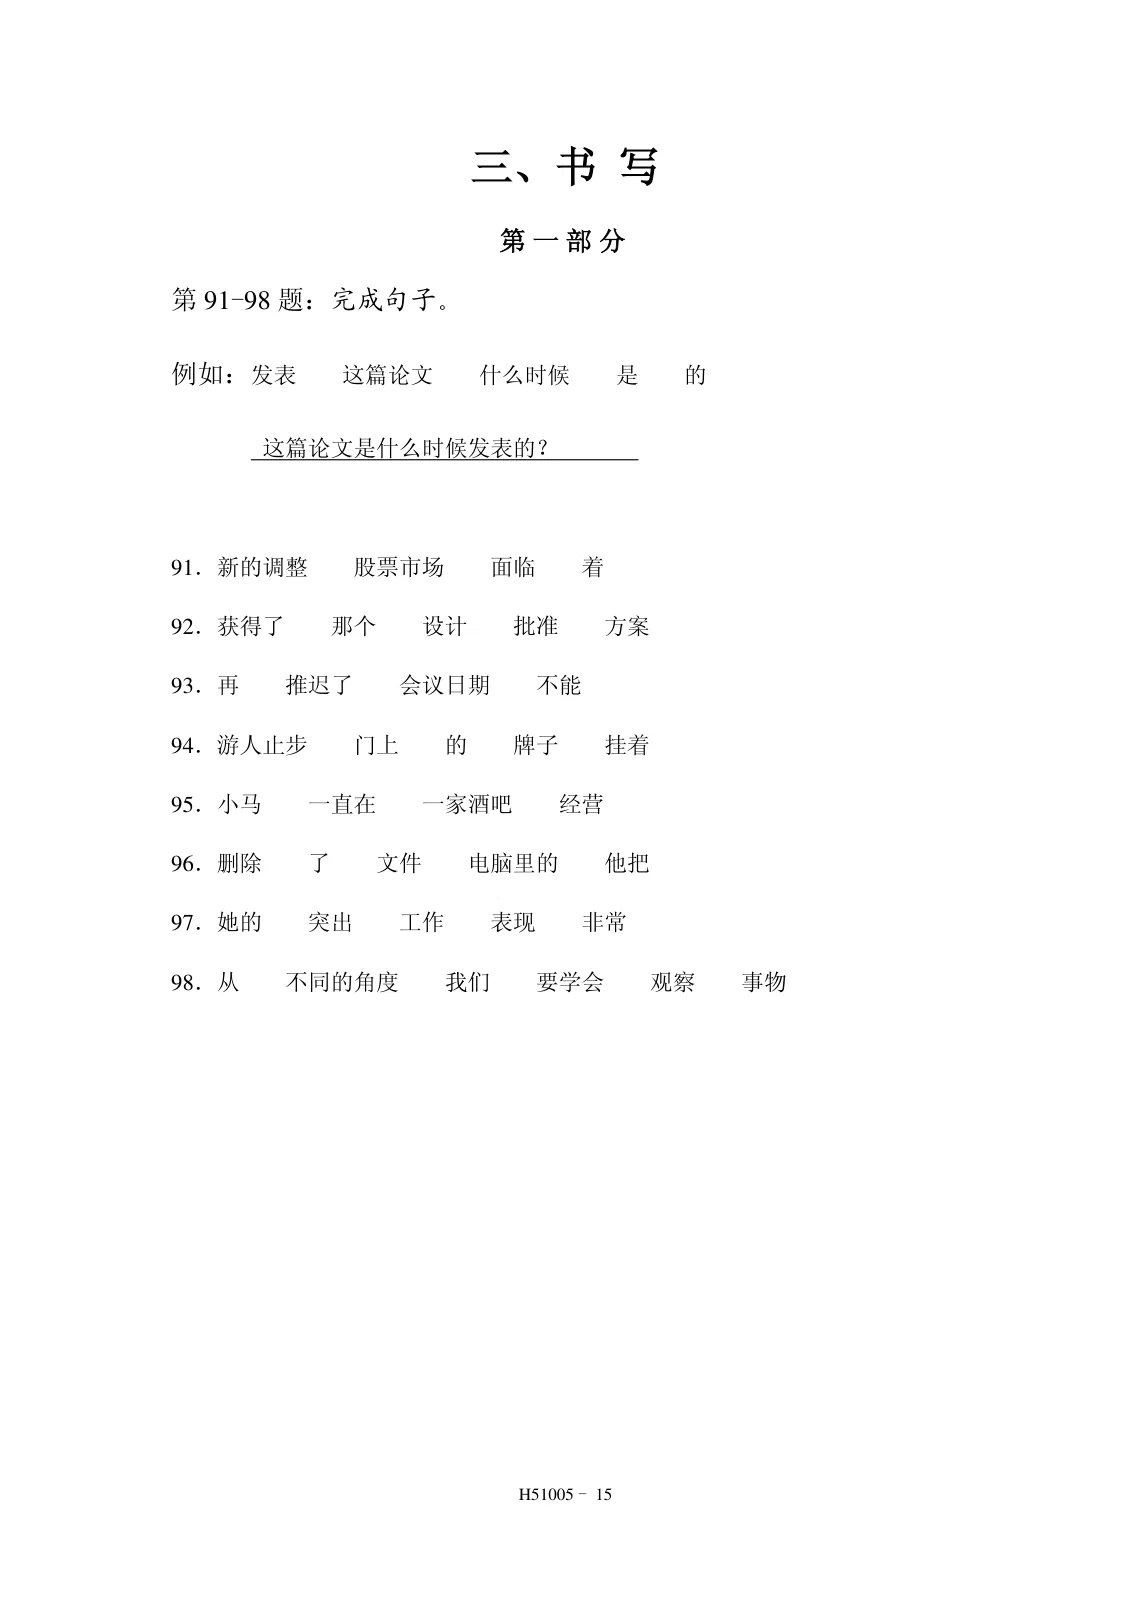 三、书 写
第 一 部 分
第 91-98 题：完成句子。
例如：发表　　这篇论文　　什么时候　　是　　的
这篇论文是什么时候发表的？
91．新的调整　　股票市场　　面临　　着
92．获得了　　那个　　设计　　批准　　方案
93．再　　推迟了　　会议日期　　不能
94．游人止步　　门上　　的　　牌子　　挂着
95．小马　　一直在　　一家酒吧　　经营
96．删除　　了　　文件　　电脑里的　　他把
97．她的　　突出　　工作　　表现　　非常
98．从　　不同的角度　　我们　　要学会　　观察　　事物
H51005－ 15